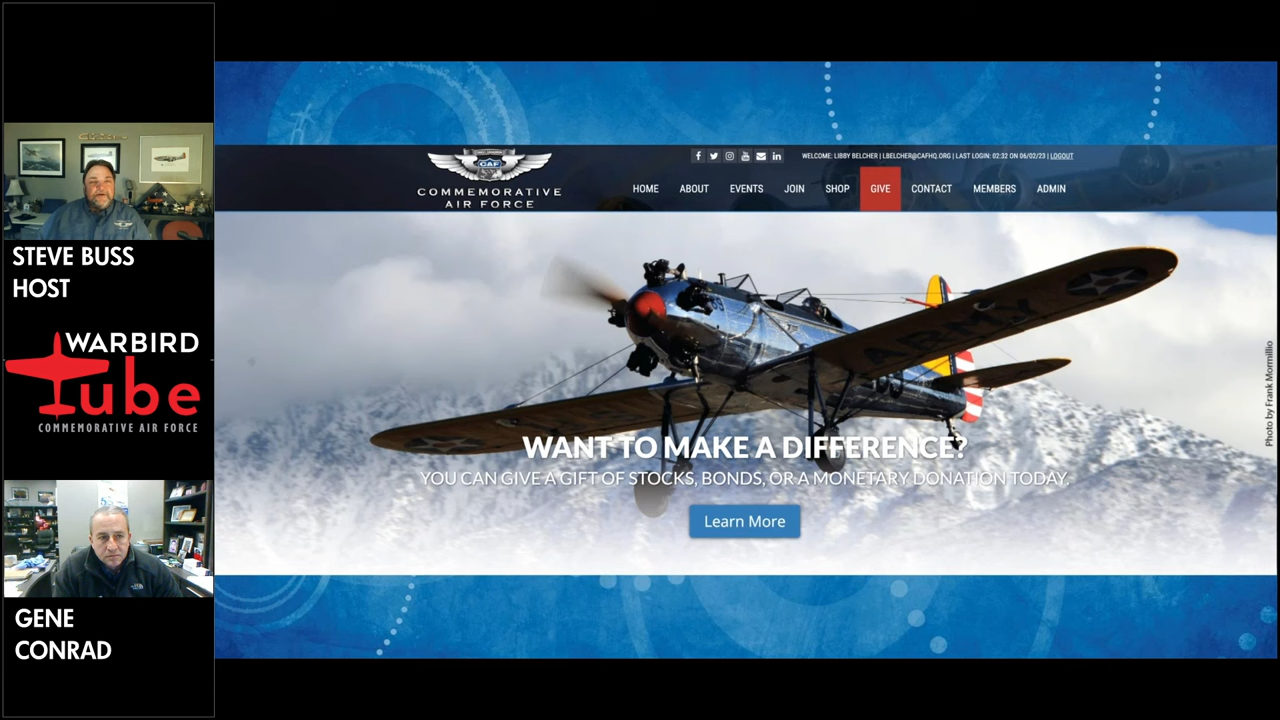 STEVE BUSS
HOST
WARBIRD
Tube
COMMEMORATIVE AIR FORCE
GENE
CONRAD
CAF
COMMEMORATIVE
AIR FORCE
WELCOME: LIBBY BELCHER | LBELCHER@CAFHQ.ORG | LAST LOGIN: 02:32 ON 06/02/23 | LOGOUT
HOME ABOUT EVENTS JOIN SHOP GIVE CONTACT MEMBERS ADMIN
ARMY
WANT TO MAKE A DIFFERENCE?
YOU CAN GIVE A GIFT OF STOCKS, BONDS, OR A MONETARY DONATION TODAY.
Learn More
Photo by Frank Mormillo